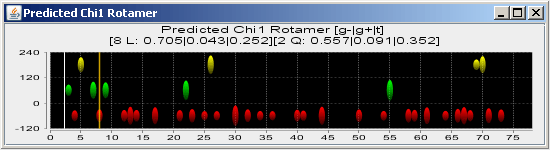 Predicted Chi1 Rotamer
Predicted Chi1 Rotamer [g-|g+|t]
[8 L: 0.705|0.043|0.252][2 Q: 0.557|0.091|0.352]
240
120
0
-120
0 5 10 15 20 25 30 35 40 45 50 55 60 65 70 75